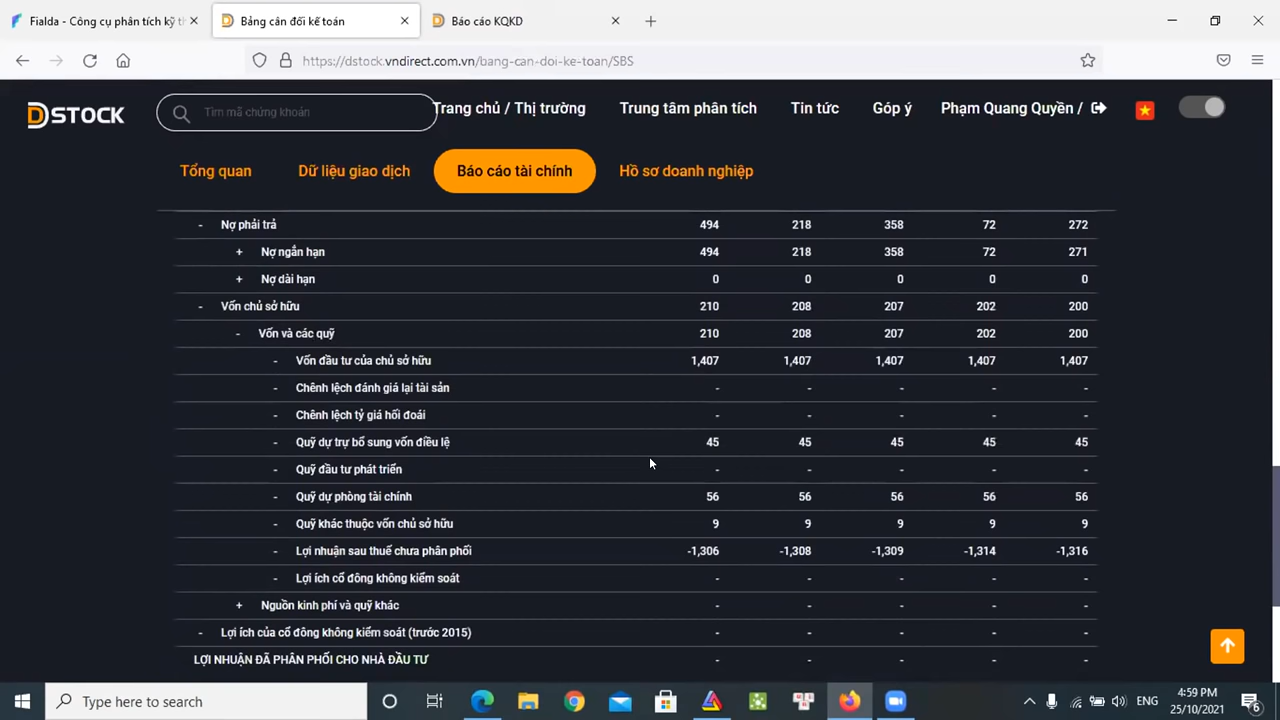 Fialda - Công cụ phân tích kỹ th
Bảng cân đối kế toán
Báo cáo KQKD
https://dstock.vndirect.com.vn/bang-can-doi-ke-toan/SBS
DSTOCK
Tìm mã chứng khoán
Trang chủ / Thị trường
Trung tâm phân tích
Tin tức
Góp ý
Phạm Quang Quyền /
Tổng quan
Dữ liệu giao dịch
Báo cáo tài chính
Hồ sơ doanh nghiệp
- Nợ phải trả 494 218 358 72 272
+ Nợ ngắn hạn 494 218 358 72 271
+ Nợ dài hạn 0 0 0 0 0
- Vốn chủ sở hữu 210 208 207 202 200
- Vốn và các quỹ 210 208 207 202 200
- Vốn đầu tư của chủ sở hữu 1,407 1,407 1,407 1,407 1,407
- Chênh lệch đánh giá lại tài sản - - - - -
- Chênh lệch tỷ giá hối đoái - - - - -
- Quỹ dự trự bổ sung vốn điều lệ 45 45 45 45 45
- Quỹ đầu tư phát triển - - - - -
- Quỹ dự phòng tài chính 56 56 56 56 56
- Quỹ khác thuộc vốn chủ sở hữu 9 9 9 9 9
- Lợi nhuận sau thuế chưa phân phối -1,306 -1,308 -1,309 -1,314 -1,316
- Lợi ích cổ đông không kiểm soát - - - - -
+ Nguồn kinh phí và quỹ khác - - - - -
- Lợi ích của cổ đông không kiểm soát (trước 2015) - - - - -
LỢI NHUẬN ĐÃ PHÂN PHỐI CHO NHÀ ĐẦU TƯ - - - - -
Type here to search
ENG
4:59 PM
25/10/2021
6